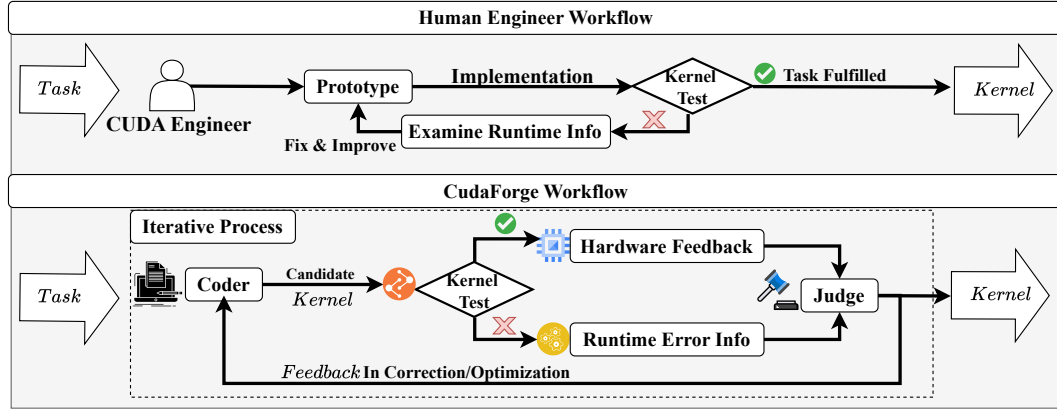 Human Engineer Workflow
Task
CUDA Engineer
Prototype
Implementation
Kernel
Test
Task Fulfilled
Kernel
Examine Runtime Info
Fix & Improve
CudaForge Workflow
Iterative Process
Task
Coder
Candidate
Kernel
Kernel
Test
Hardware Feedback
Runtime Error Info
Judge
Kernel
Feedback In Correction/Optimization